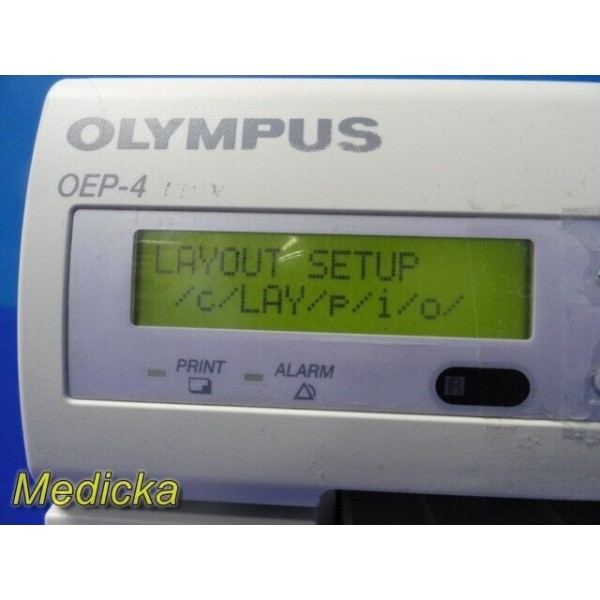 OLYMPUS
OEP-4
LAYOUT SETUP
/c/LAY/p/i/o/
PRINT ALARM
Medicka